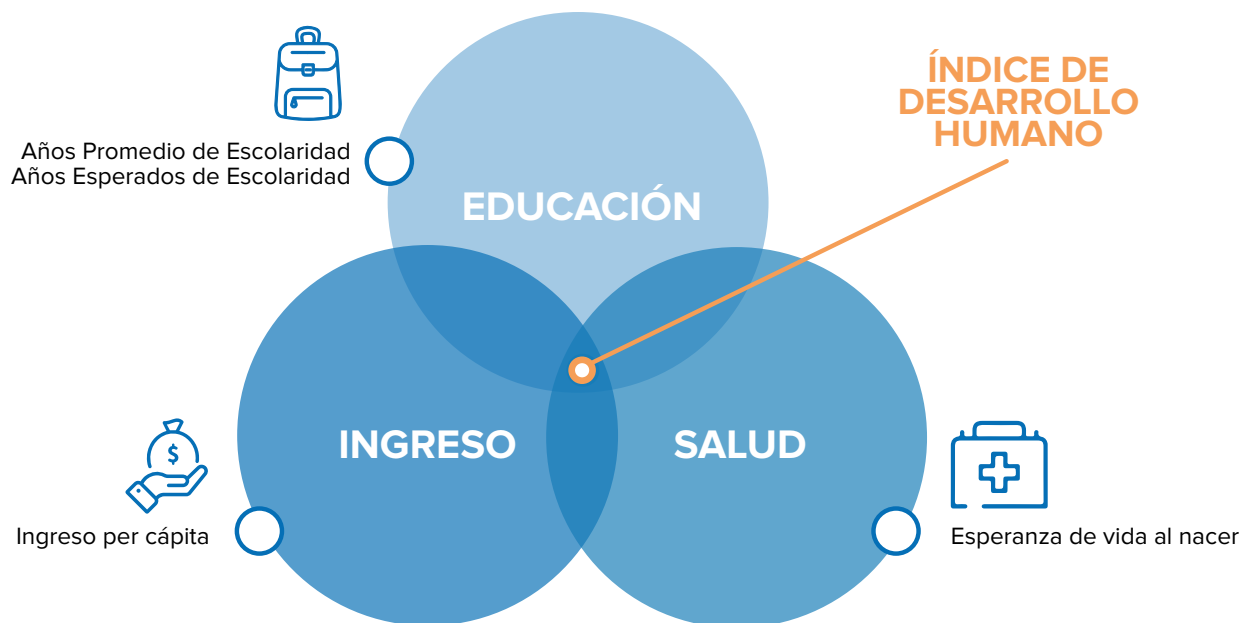 ÍNDICE DE
DESARROLLO
HUMANO
Años Promedio de Escolaridad
Años Esperados de Escolaridad
EDUCACIÓN
INGRESO
SALUD
$
Ingreso per cápita
Esperanza de vida al nacer